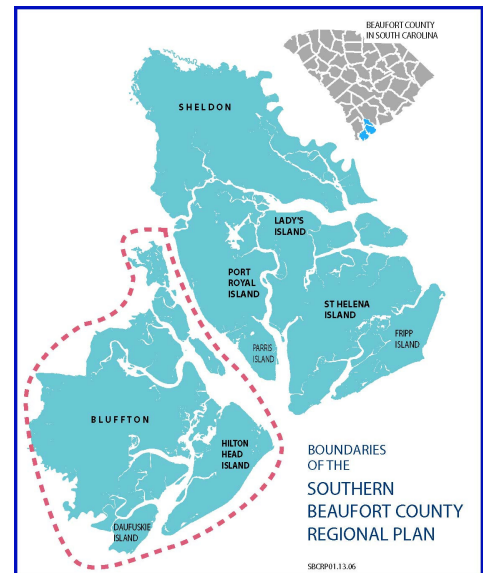 BEAUFORT COUNTY
IN SOUTH CAROLINA
SHELDON
LADY'S
ISLAND
PORT
ROYAL
ISLAND
ST HELENA
ISLAND
FRIPP
ISLAND
PARRIS
ISLAND
BLUFFTON
HILTON
HEAD
ISLAND
DAUFUSKIE
ISLAND
BOUNDARIES
OF THE
SOUTHERN
BEAUFORT COUNTY
REGIONAL PLAN
SBCRP01.13.06